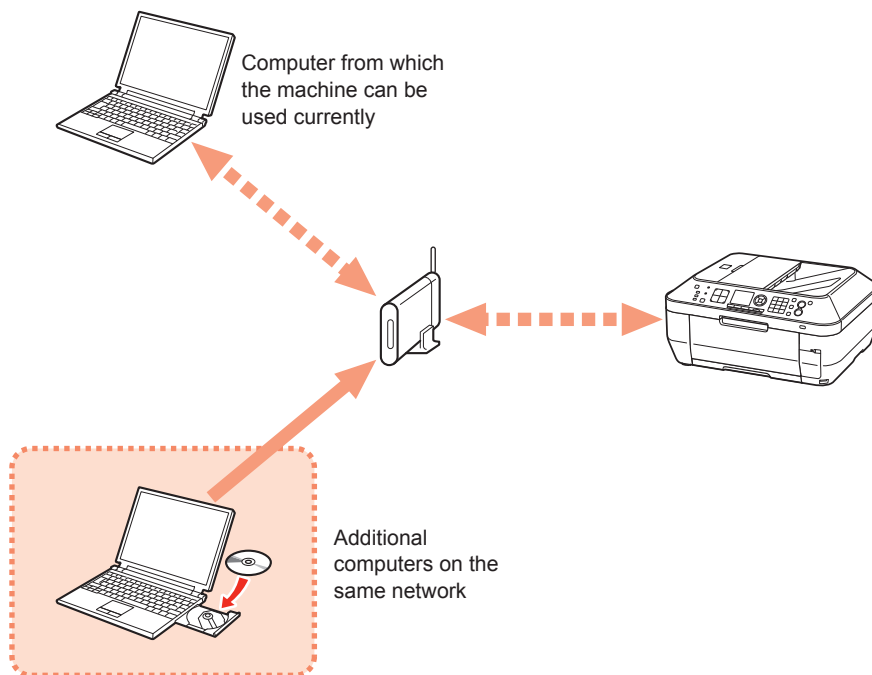 Computer from which
the machine can be
used currently
Additional
computers on the
same network